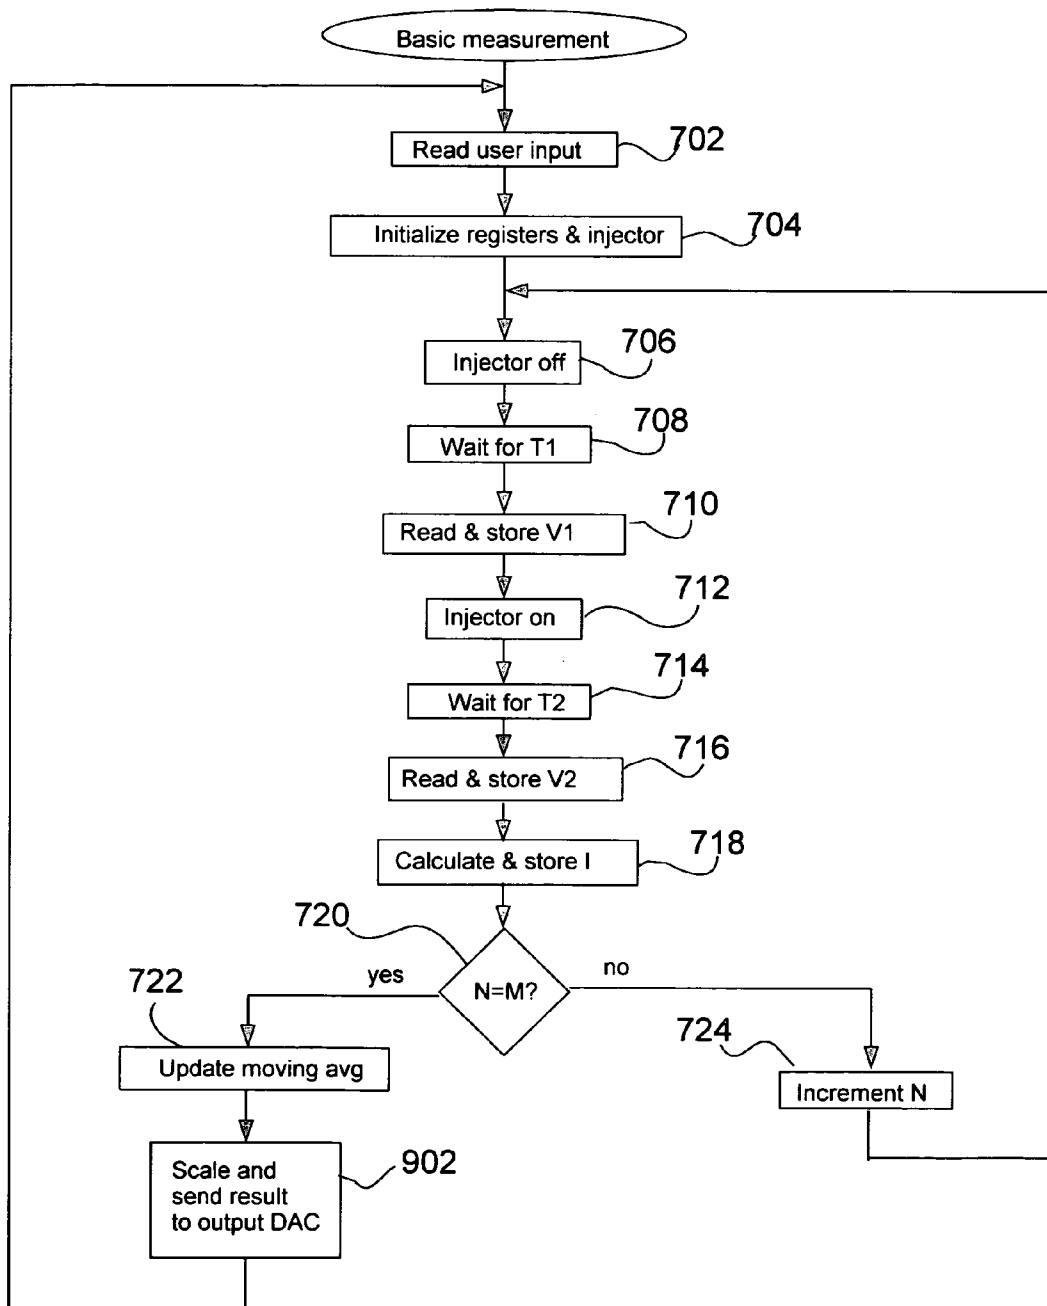 Basic measurement
Read user input
702
Initialize registers & injector
704
Injector off
706
Wait for T1
708
Read & store V1
710
Injector on
712
Wait for T2
714
Read & store V2
716
Calculate & store I
718
720
N=M?
yes
no
722
Update moving avg
724
Increment N
Scale and
send result
to output DAC
902